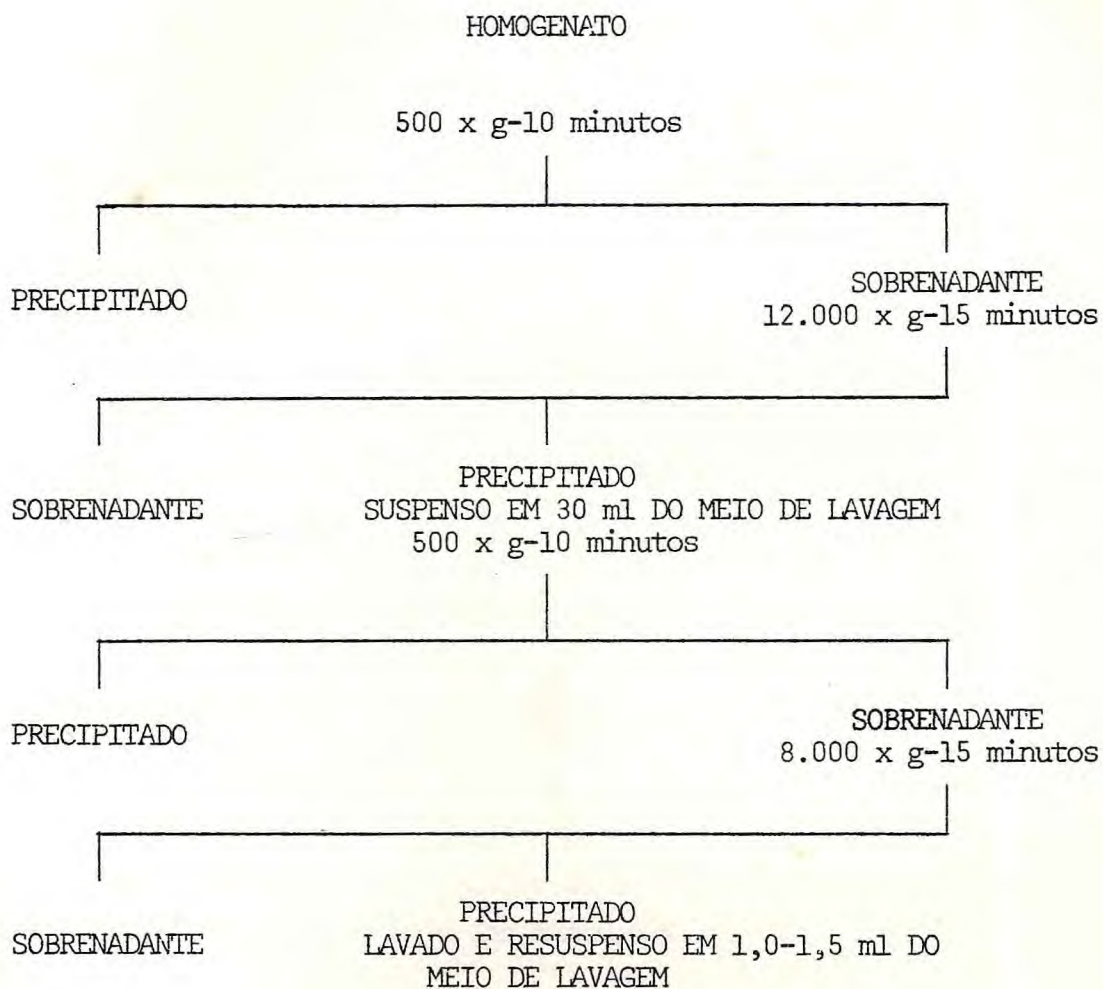 HOMOGENATO
500 x g-10 minutos
PRECIPITADO
SOBRENADANTE
12.000 x g-15 minutos
SOBRENADANTE
PRECIPITADO
SUSPENSO EM 30 ml DO MEIO DE LAVAGEM
500 x g-10 minutos
PRECIPITADO
SOBRENADANTE
8.000 x g-15 minutos
SOBRENADANTE
PRECIPITADO
LAVADO E RESUSPENSO EM 1,0-1,5 ml DO
MEIO DE LAVAGEM